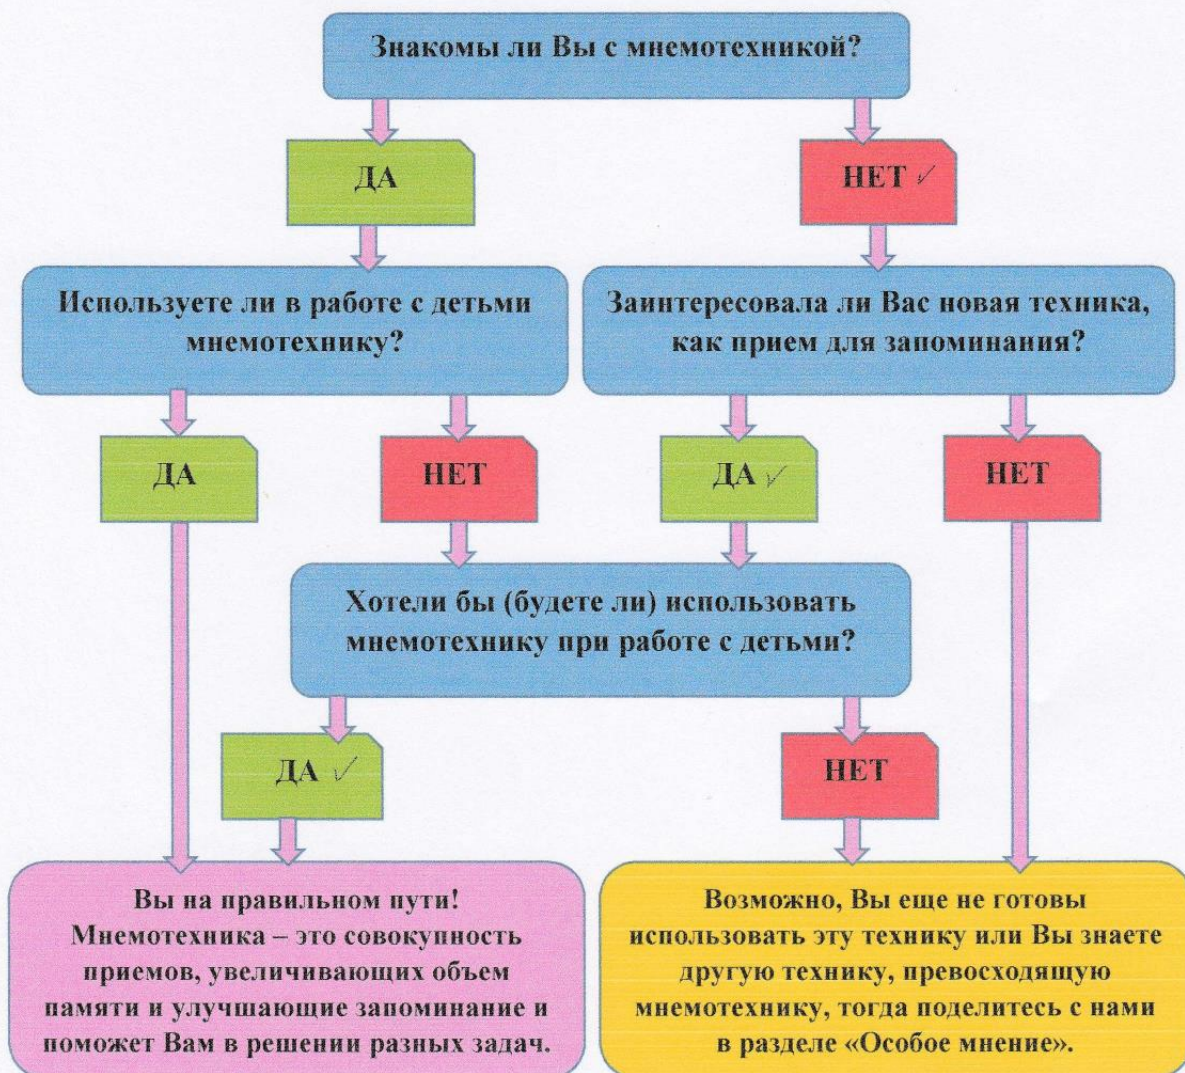 Знакомы ли Вы с мнемотехникой?
ДА
НЕТ ✓
Используете ли в работе с детьми
мнемотехнику?
Заинтересовала ли Вас новая техника,
как прием для запоминания?
ДА
НЕТ
ДА ✓
НЕТ
Хотели бы (будете ли) использовать
мнемотехнику при работе с детьми?
ДА ✓
НЕТ
Вы на правильном пути!
Мнемотехника – это совокупность
приемов, увеличивающих объем
памяти и улучшающие запоминание и
поможет Вам в решении разных задач.
Возможно, Вы еще не готовы
использовать эту технику или Вы знаете
другую технику, превосходящую
мнемотехнику, тогда поделитесь с нами
в разделе «Особое мнение».